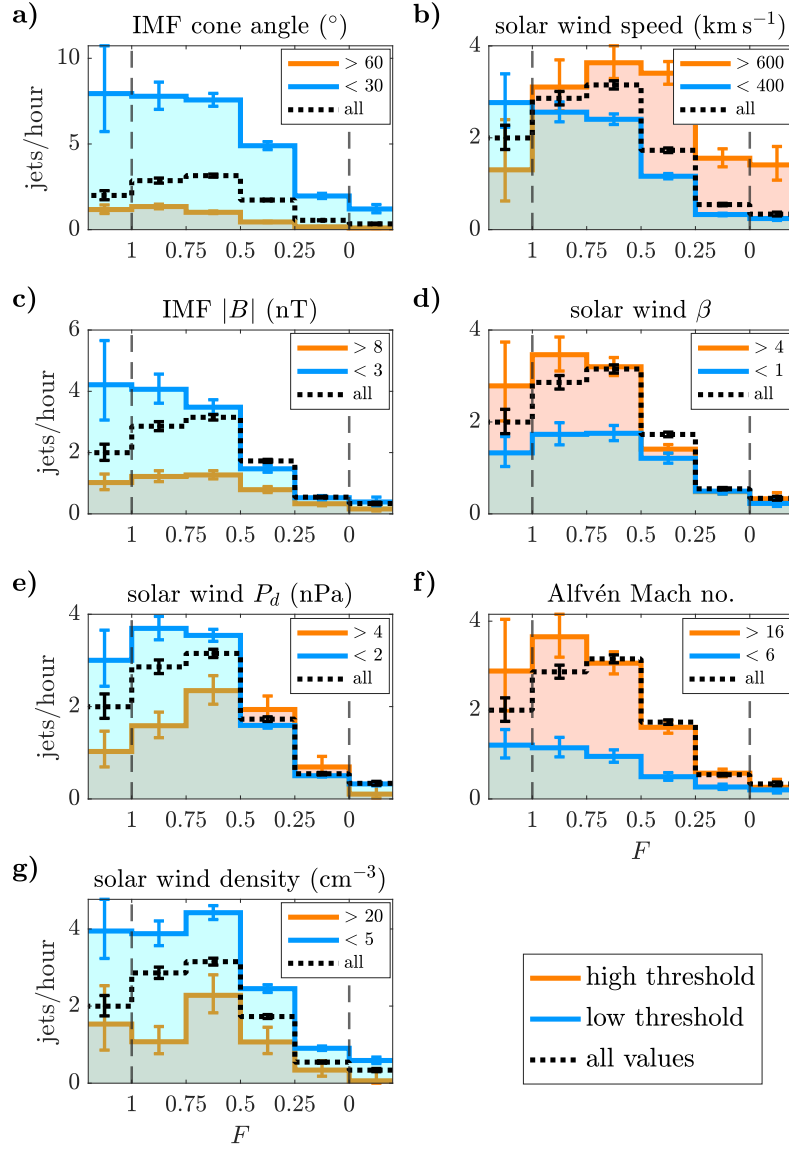 a) IMF cone angle (°)
10
5
0
jets/hour
> 60
< 30
all
1 0.75 0.5 0.25 0
b) solar wind speed (km s⁻¹)
4
2
0
> 600
< 400
all
1 0.75 0.5 0.25 0
c) IMF |B| (nT)
6
4
2
0
jets/hour
> 8
< 3
all
1 0.75 0.5 0.25 0
d) solar wind β
4
2
0
> 4
< 1
all
1 0.75 0.5 0.25 0
e) solar wind P_d (nPa)
4
2
0
jets/hour
> 4
< 2
all
1 0.75 0.5 0.25 0
f) Alfvén Mach no.
4
2
0
> 16
< 6
all
1 0.75 0.5 0.25 0
F
g) solar wind density (cm⁻³)
4
2
0
jets/hour
> 20
< 5
all
1 0.75 0.5 0.25 0
F
high threshold
low threshold
all values